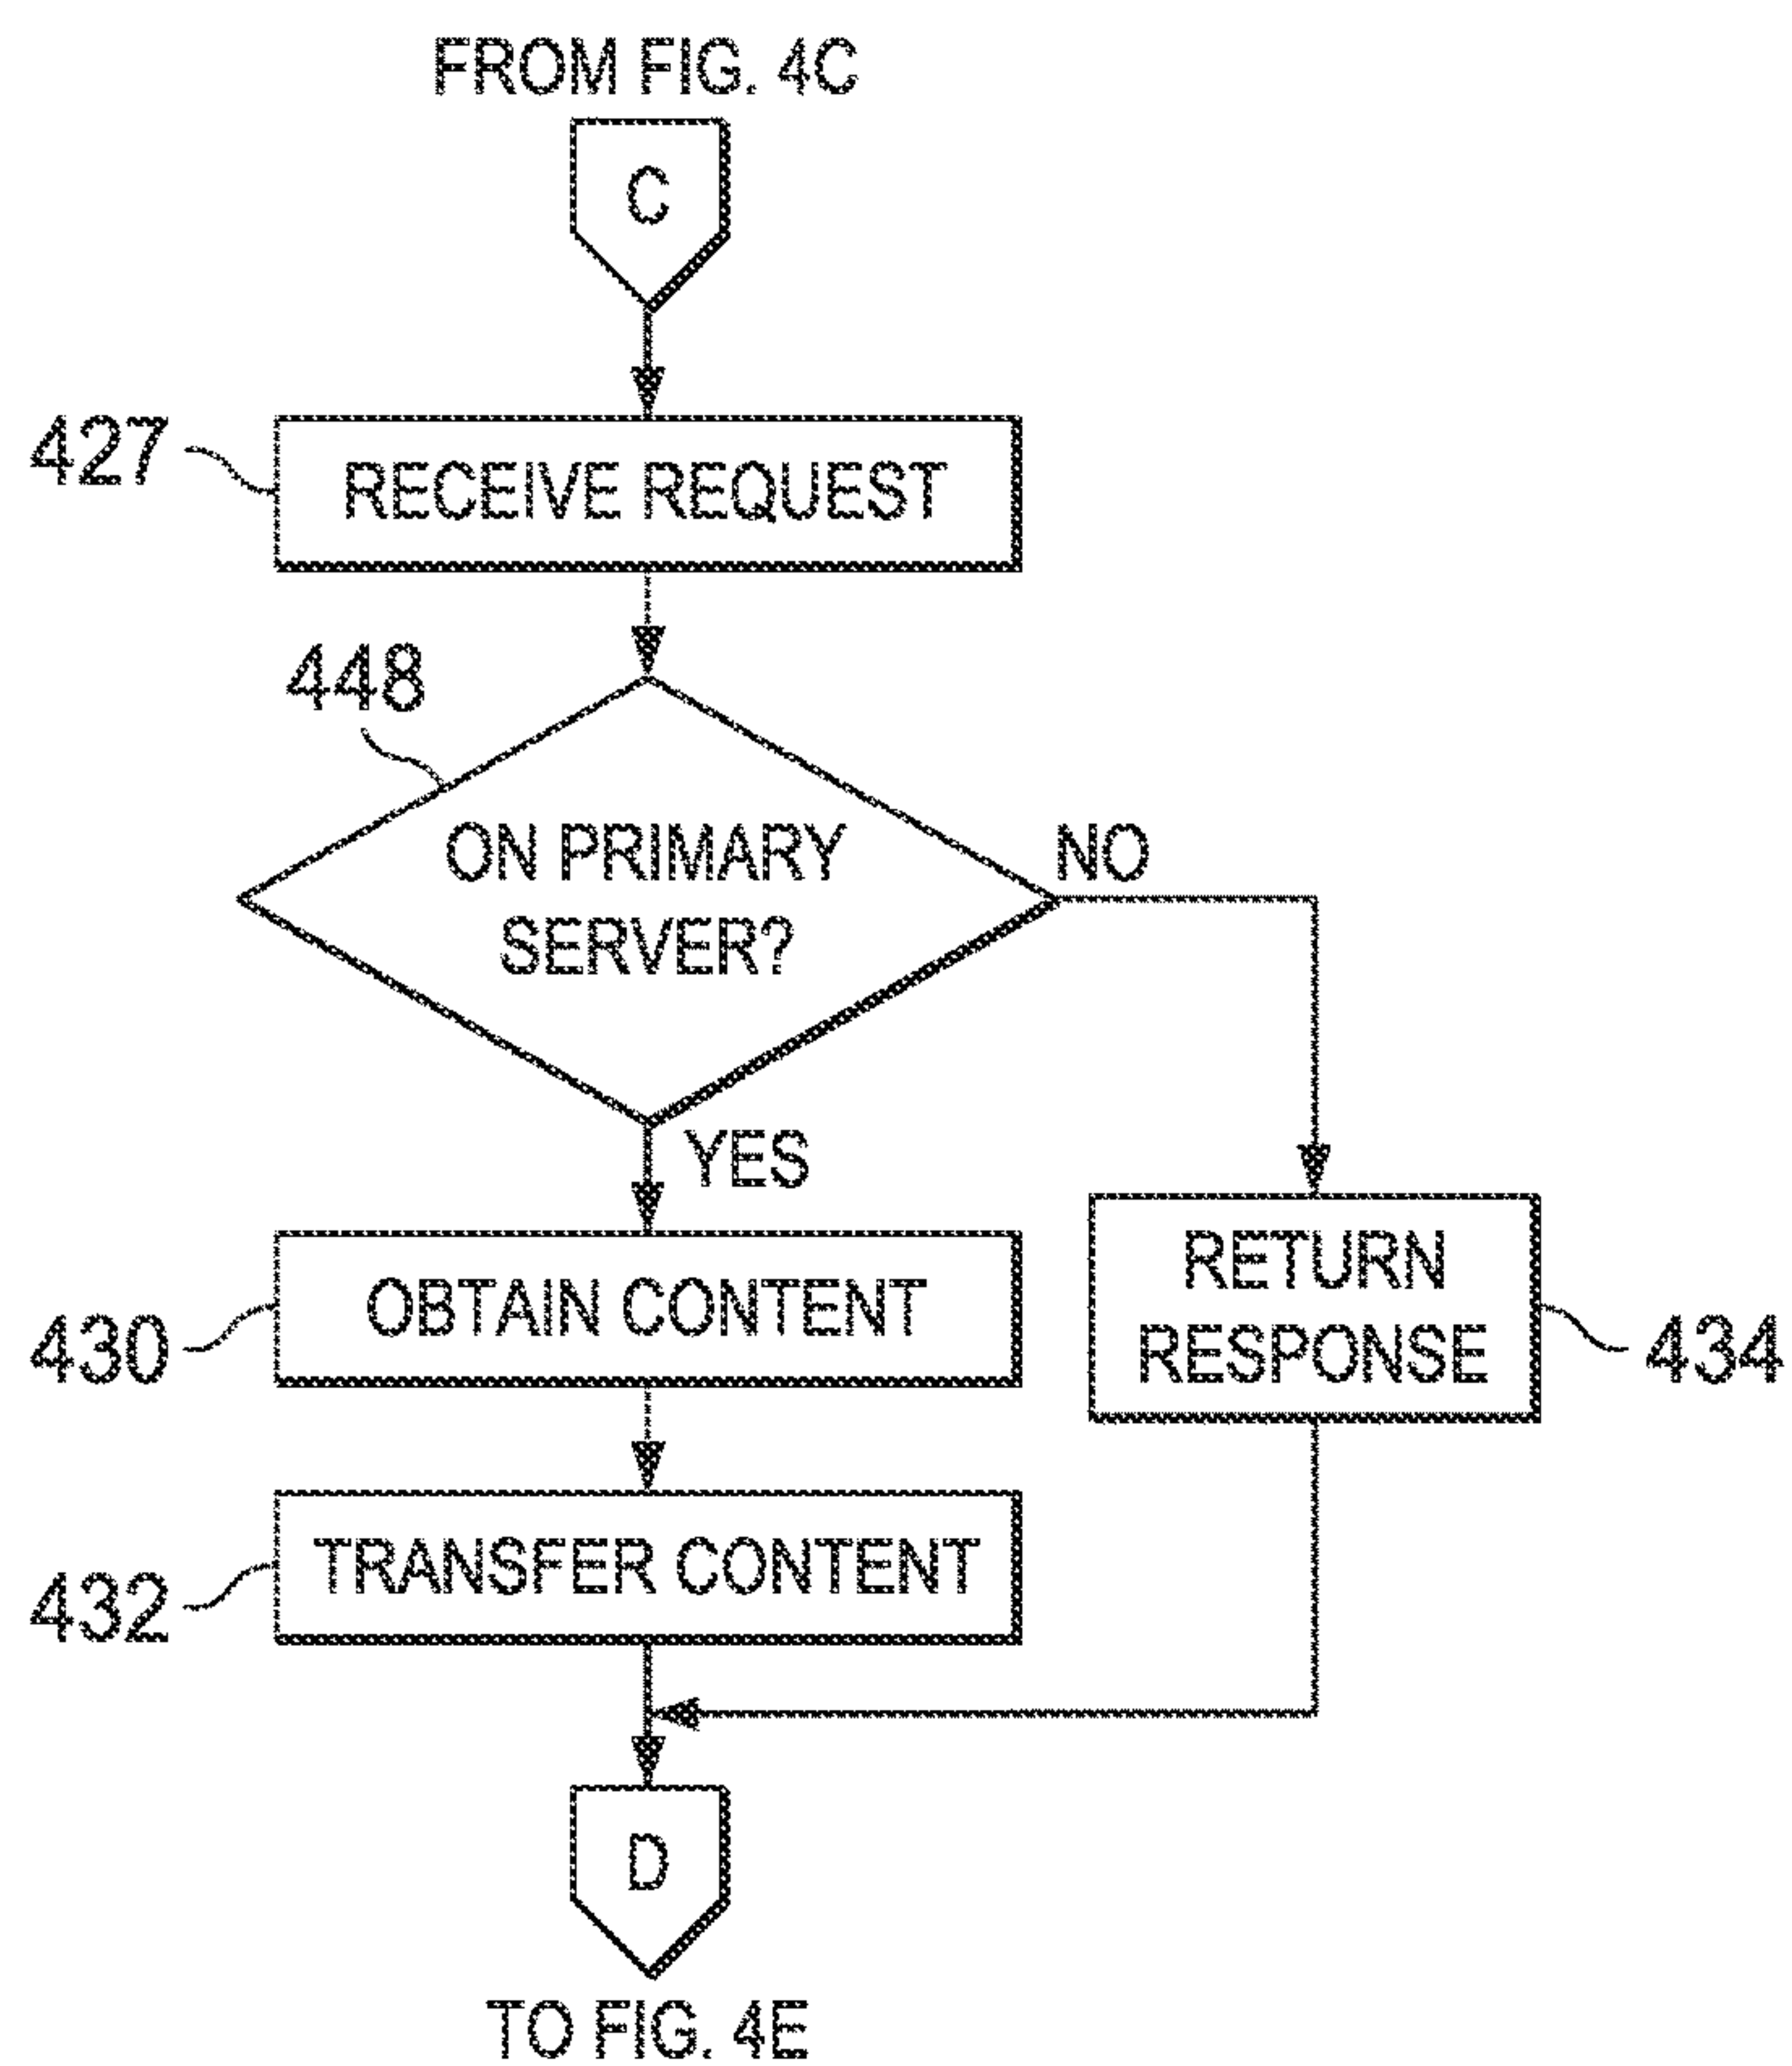 FROM FIG. 4C
C
427
RECEIVE REQUEST
448
ON PRIMARY
SERVER?
NO
YES
430
OBTAIN CONTENT
RETURN
RESPONSE
434
432
TRANSFER CONTENT
D
TO FIG. 4E